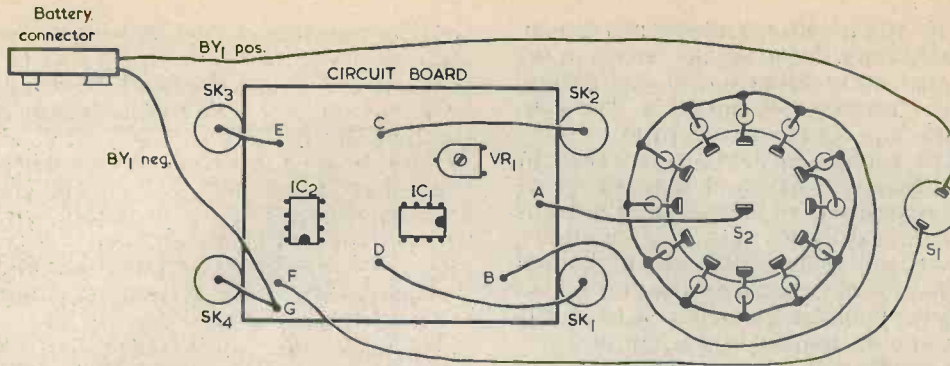 Battery
connector
BY1 pos.
CIRCUIT BOARD
SK3
SK2
E
C
VR1
BY1 neg.
IC2
IC1
A
S2
S1
D
B
F
G
SK4
SK1